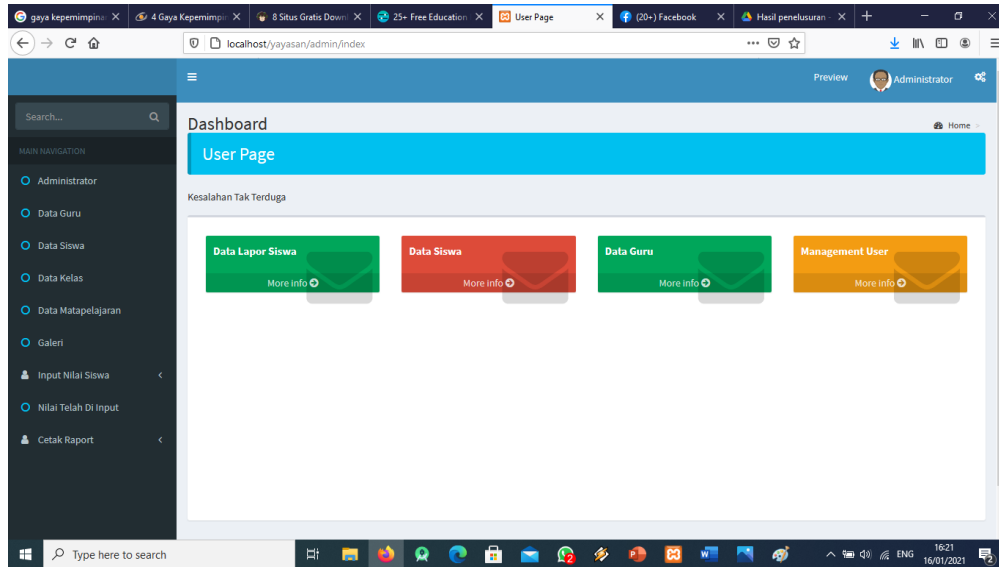 gaya kepemimpina
4 Gaya Kepemimpin
8 Situs Gratis Downl
25+ Free Education
User Page
(20+) Facebook
Hasil penelusuran -
localhost/yayasan/admin/index
Preview
Administrator
Search...
MAIN NAVIGATION
Administrator
Data Guru
Data Siswa
Data Kelas
Data Matapelajaran
Galeri
Input Nilai Siswa
Nilai Telah Di Input
Cetak Raport
Dashboard
Home >
User Page
Kesalahan Tak Terduga
Data Lapor Siswa
More info
Data Siswa
More info
Data Guru
More info
Management User
More info
Type here to search
2
ENG
16:21
16/01/2021
2